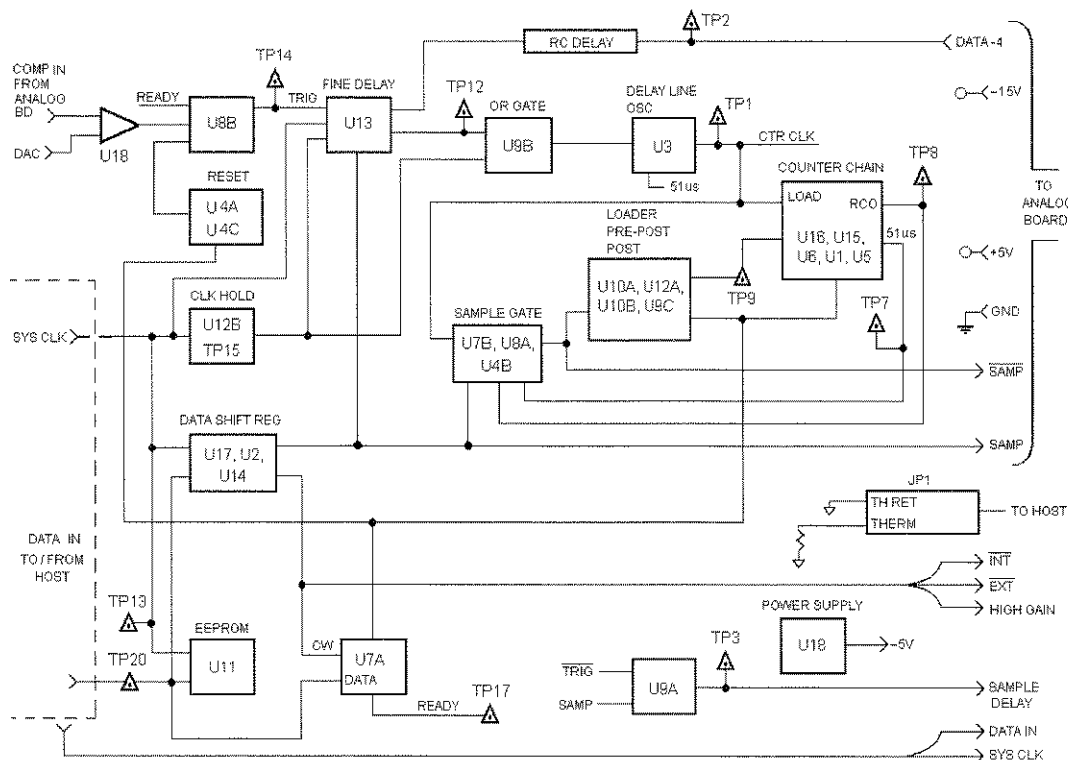 TP2
RC DELAY
DATA-4
TP14
COMP IN
FROM
ANALOG
BD
READY
TRIG
FINE DELAY
TP12
OR GATE
DELAY LINE
OSC
TP1
-15V
U8B
U13
U9B
U3
CTR CLK
TP8
DAC
U18
51us
COUNTER CHAIN
RESET
LOAD
RCO
TO
ANALOG
BOARD
U4A
U4C
LOADER
PRE-POST
POST
U16, U15,
U6, U1, U5
51us
+5V
CLK HOLD
U10A, U12A,
U10B, U9C
TP9
TP7
SYS CLK
U12B
TP15
SAMPLE GATE
GND
U7B, U8A,
U4B
SAMP
DATA SHIFT REG
SAMP
U17, U2,
U14
JP1
TH RET
THERM
TO HOST
DATA IN
TO / FROM
HOST
INT
EXT
HIGH GAIN
TP13
EEPROM
POWER SUPPLY
U11
CW
U7A
DATA
TP3
U18
-5V
TP20
TRIG
READY
TP17
SAMP
U9A
SAMPLE
DELAY
DATA IN
SYS CLK